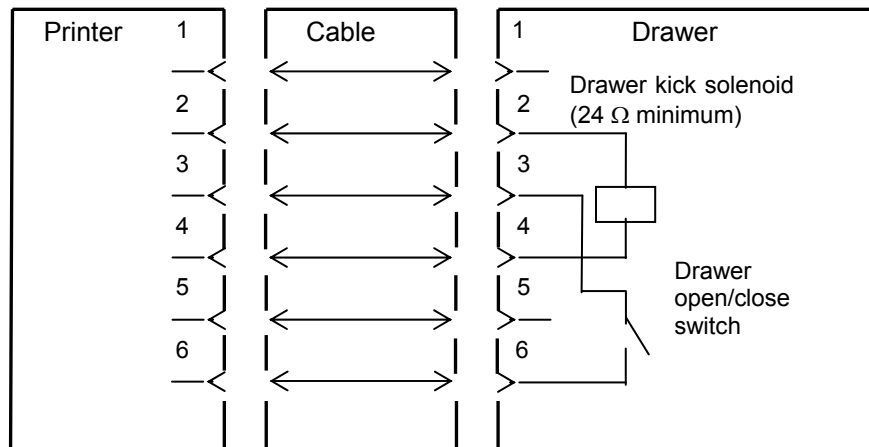 Printer
1
2
3
4
5
6
Cable
Drawer
1
2
3
4
5
6
Drawer kick solenoid
(24 Ω minimum)
Drawer
open/close
switch